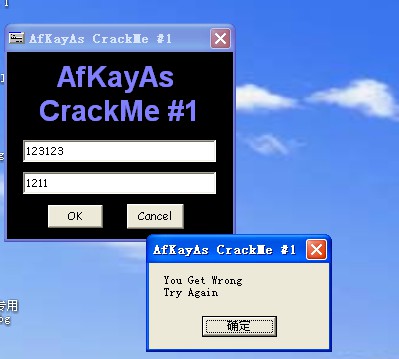 AfKayAs CrackMe #1
AfKayAs
CrackMe #1
123123
1211
OK Cancel
AfKayAs CrackMe #1
You Get Wrong
Try Again
确定
专用